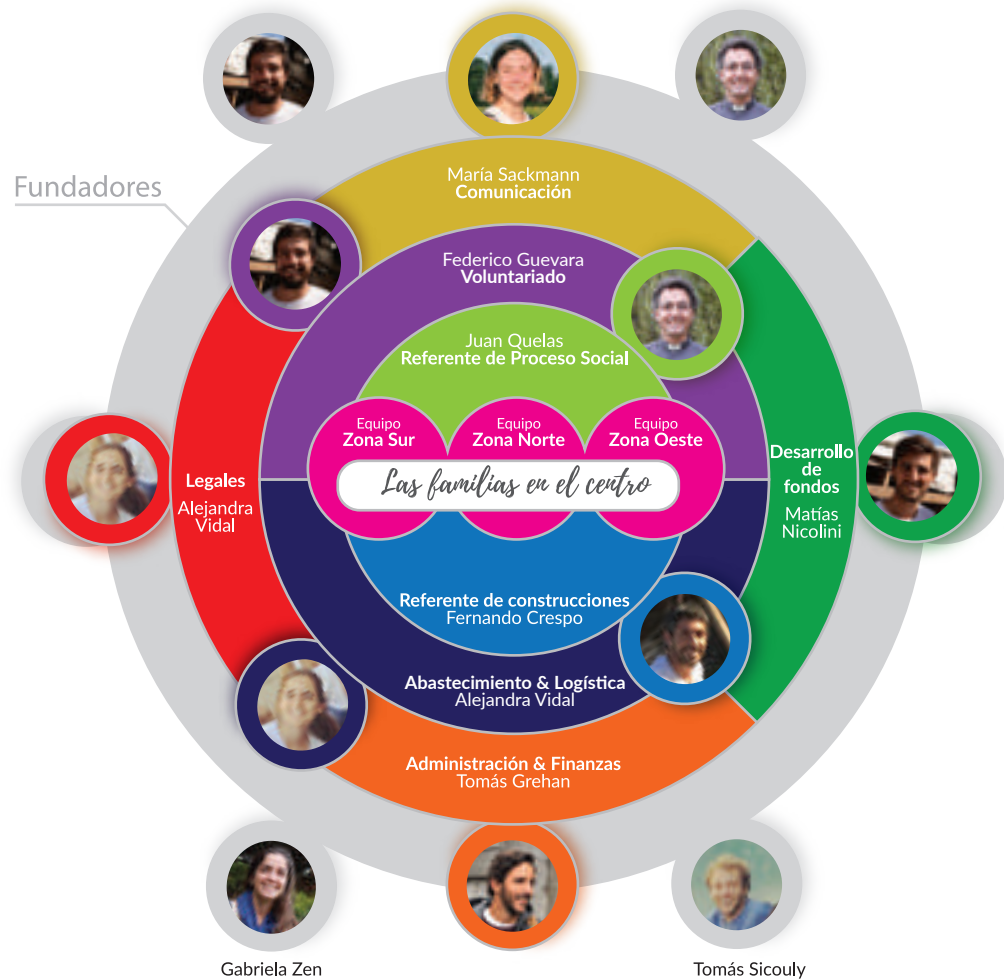 Fundadores
María Sackmann
Comunicación
Federico Guevara
Voluntariado
Juan Quelas
Referente de Proceso Social
Equipo
Zona Sur
Equipo
Zona Norte
Equipo
Zona Oeste
Las familias en el centro
Legales
Alejandra
Vidal
Desarrollo
de
fondos
Matías
Nicolini
Referente de construcciones
Fernando Crespo
Abastecimiento & Logística
Alejandra Vidal
Administración & Finanzas
Tomás Grehan
Gabriela Zen
Tomás Sicouly